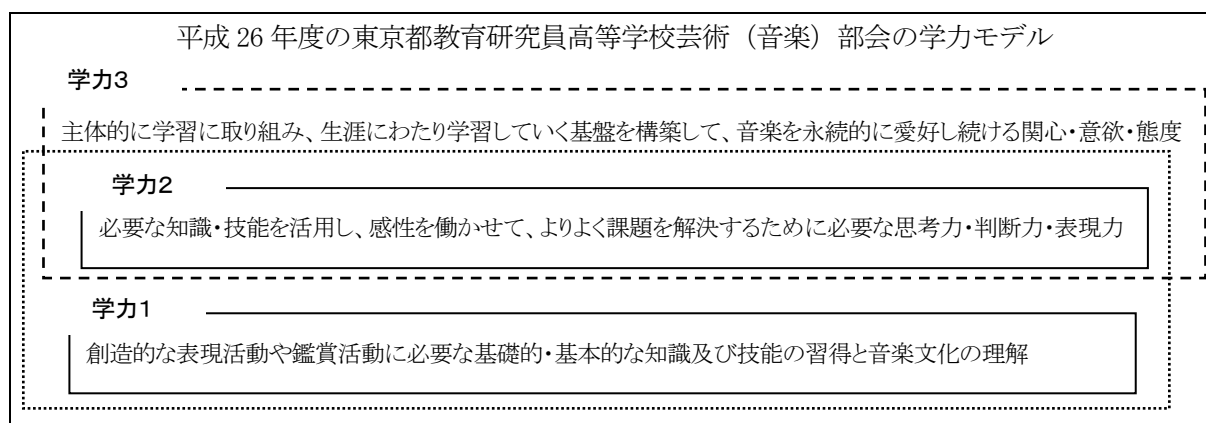 平成 26 年度の東京都教育研究員高等学校芸術（音楽）部会の学力モデル
学力3
主体的に学習に取り組み、生涯にわたり学習していく基盤を構築して、音楽を永続的に愛好し続ける関心・意欲・態度
学力2
必要な知識・技能を活用し、感性を働かせて、よりよく課題を解決するために必要な思考力・判断力・表現力
学力1
創造的な表現活動や鑑賞活動に必要な基礎的・基本的な知識及び技能の習得と音楽文化の理解